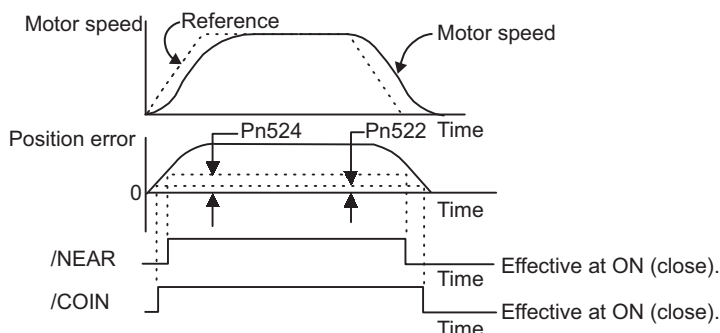 Motor speed
Reference
Motor speed
Time
Position error
Pn524
Pn522
0
Time
/NEAR
Effective at ON (close).
Time
/COIN
Effective at ON (close).
Time